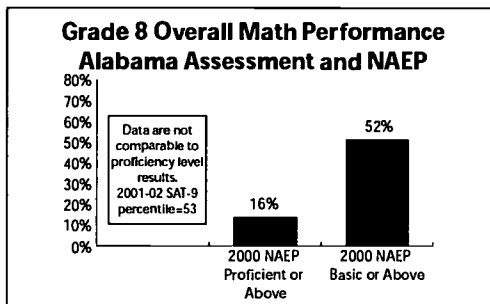 Grade 8 Overall Math Performance
Alabama Assessment and NAEP
80%
70%
60%
50%
40%
30%
20%
10%
0%
Data are not
comparable to
proficiency level
results.
2001-02 SAT-9
percentile=53
16%
52%
2000 NAEP
Proficient or
Above
2000 NAEP
Basic or Above